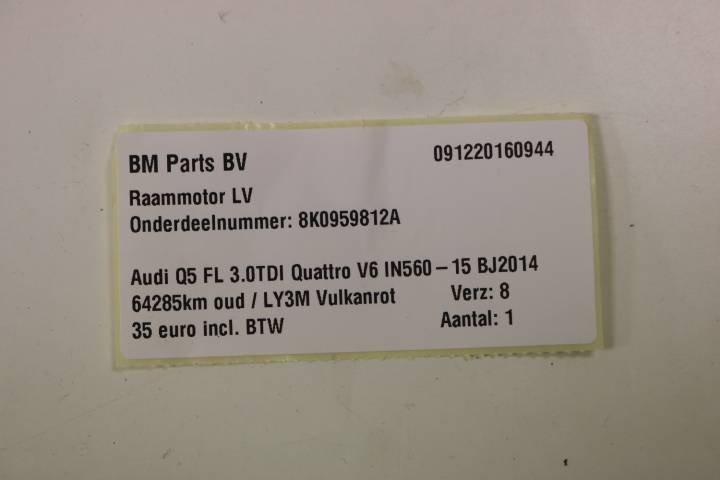 BM Parts BV 091220160944
Raammotor LV
Onderdeelnummer: 8K0959812A
Audi Q5 FL 3.0TDI Quattro V6 IN560-15 BJ2014
64285km oud / LY3M Vulkanrot Verz: 8
35 euro incl. BTW Aantal: 1